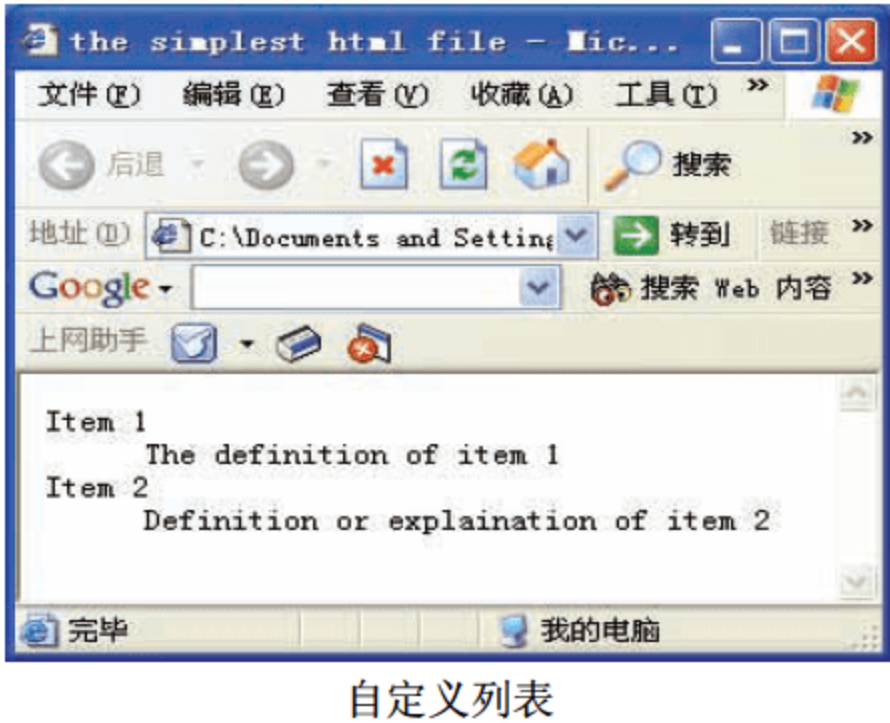 the simplest html file - Mic...
文件(F) 编辑(E) 查看(V) 收藏(A) 工具(T) »
后退 搜索 »
地址(D) C:\Documents and Setting 转到 链接 »
Google 搜索 Web 内容 »
上网助手
Item 1
The definition of item 1
Item 2
Definition or explaination of item 2
完毕 我的电脑
自定义列表